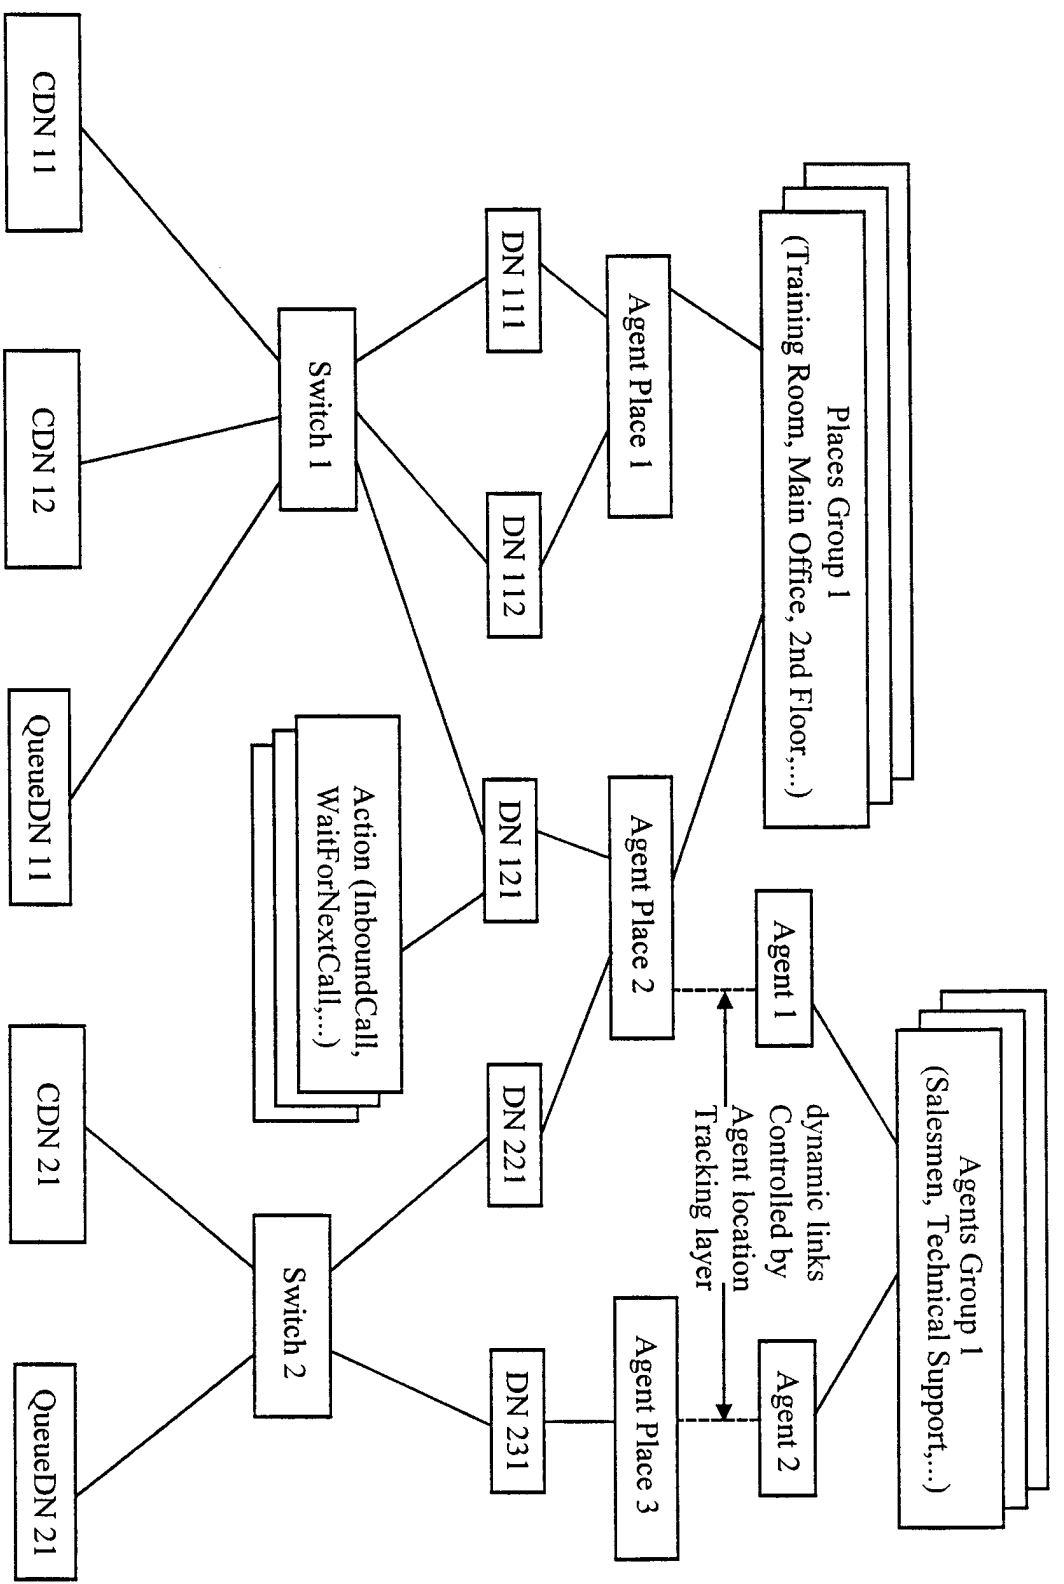 Places Group 1
(Training Room, Main Office, 2nd Floor,...)
Agents Group 1
(Salesmen, Technical Support,...)
Agent 1
Agent 2
dynamic links
Controlled by
Agent location
Tracking layer
Agent Place 1
Agent Place 2
Agent Place 3
DN 111
DN 112
DN 121
DN 221
DN 231
Action (InboundCall,
WaitForNextCall,...)
Switch 1
Switch 2
CDN 11
CDN 12
QueueDN 11
CDN 21
QueueDN 21